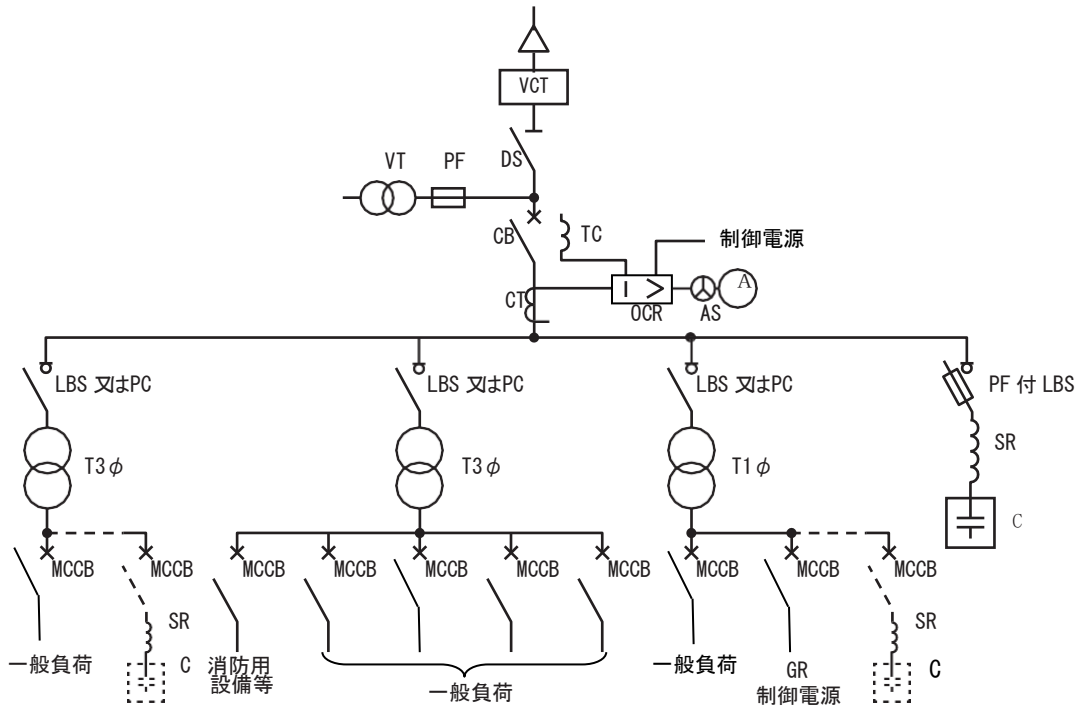 VCT
DS
VT
PF
CB
TC
制御電源
CT
I >
OCR
AS
A
LBS 又はPC
LBS 又はPC
LBS 又はPC
PF 付 LBS
T3φ
T3φ
T1φ
SR
C
MCCB
MCCB
MCCB
MCCB
MCCB
MCCB
MCCB
MCCB
MCCB
MCCB
SR
SR
一般負荷
C
消防用
設備等
一般負荷
一般負荷
GR
制御電源
C